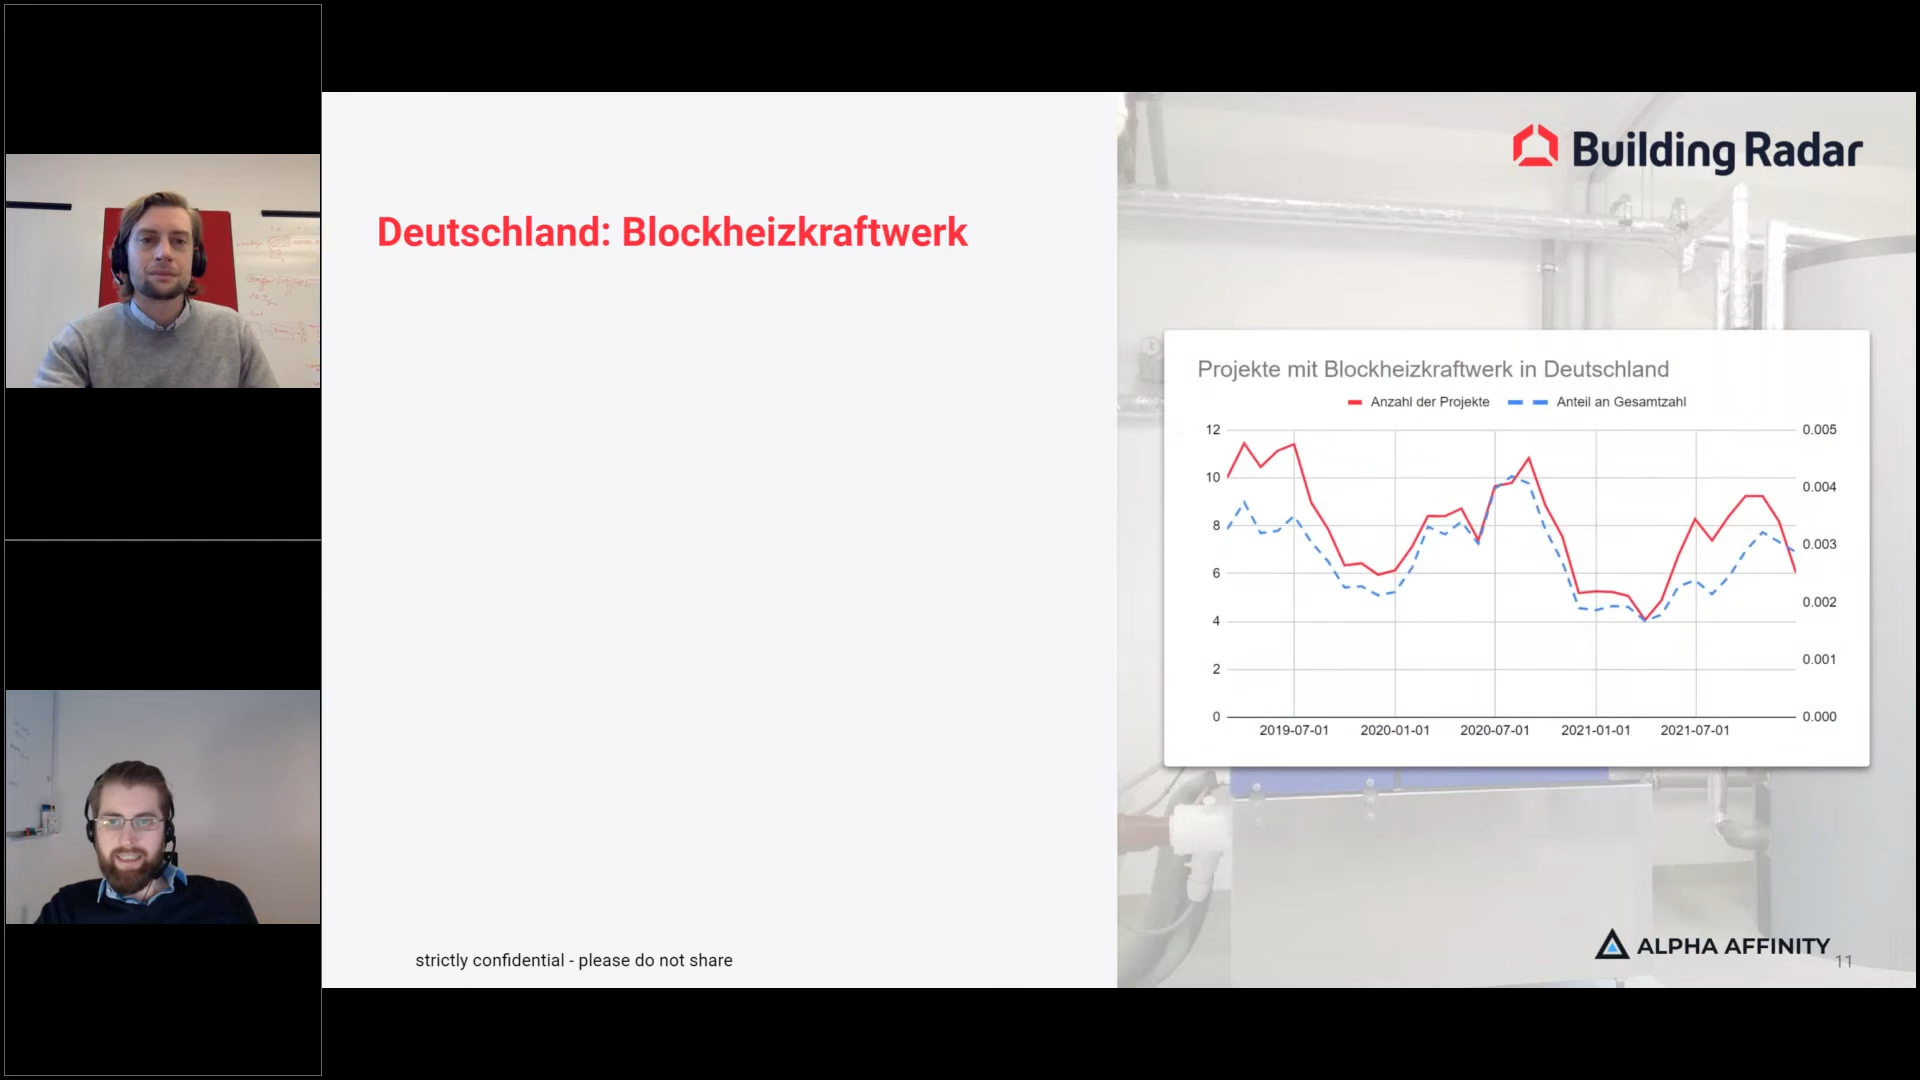 Building Radar
Deutschland: Blockheizkraftwerk
Projekte mit Blockheizkraftwerk in Deutschland
Anzahl der Projekte
Anteil an Gesamtzahl
12
10
8
6
4
2
0
0.005
0.004
0.003
0.002
0.001
0.000
2019-07-01 2020-01-01 2020-07-01 2021-01-01 2021-07-01
strictly confidential - please do not share
ALPHA AFFINITY
11